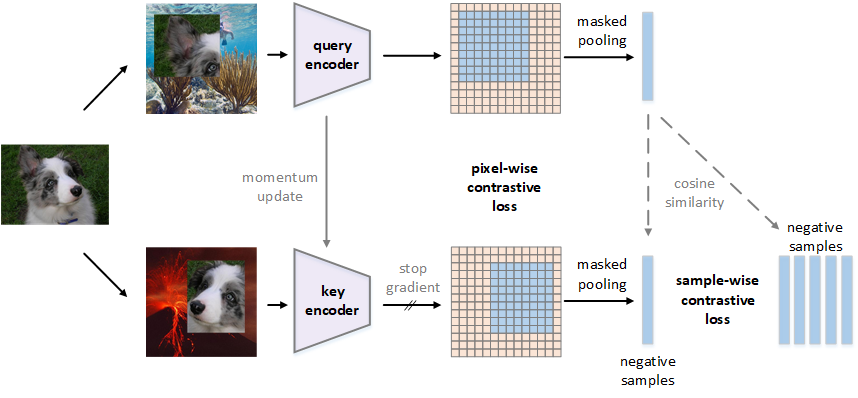 masked
pooling
query
encoder
momentum
update
pixel-wise
contrastive
loss
cosine
similarity
negative
samples
key
encoder
stop
gradient
masked
pooling
sample-wise
contrastive
loss
negative
samples